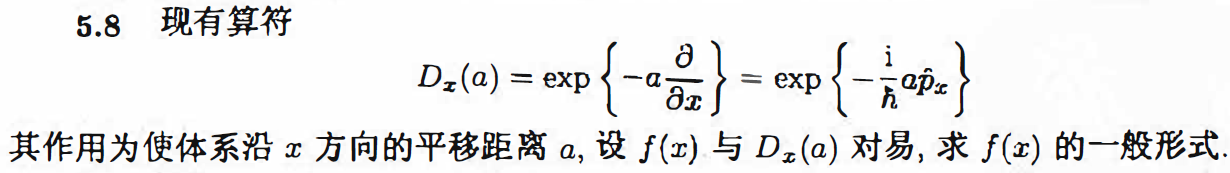 5.8 现有算符
D_x(a) = exp{-a ∂/∂x} = exp{-i/ħ a p̂_x}
其作用为使体系沿 x 方向的平移距离 a, 设 f(x) 与 D_x(a) 对易, 求 f(x) 的一般形式.